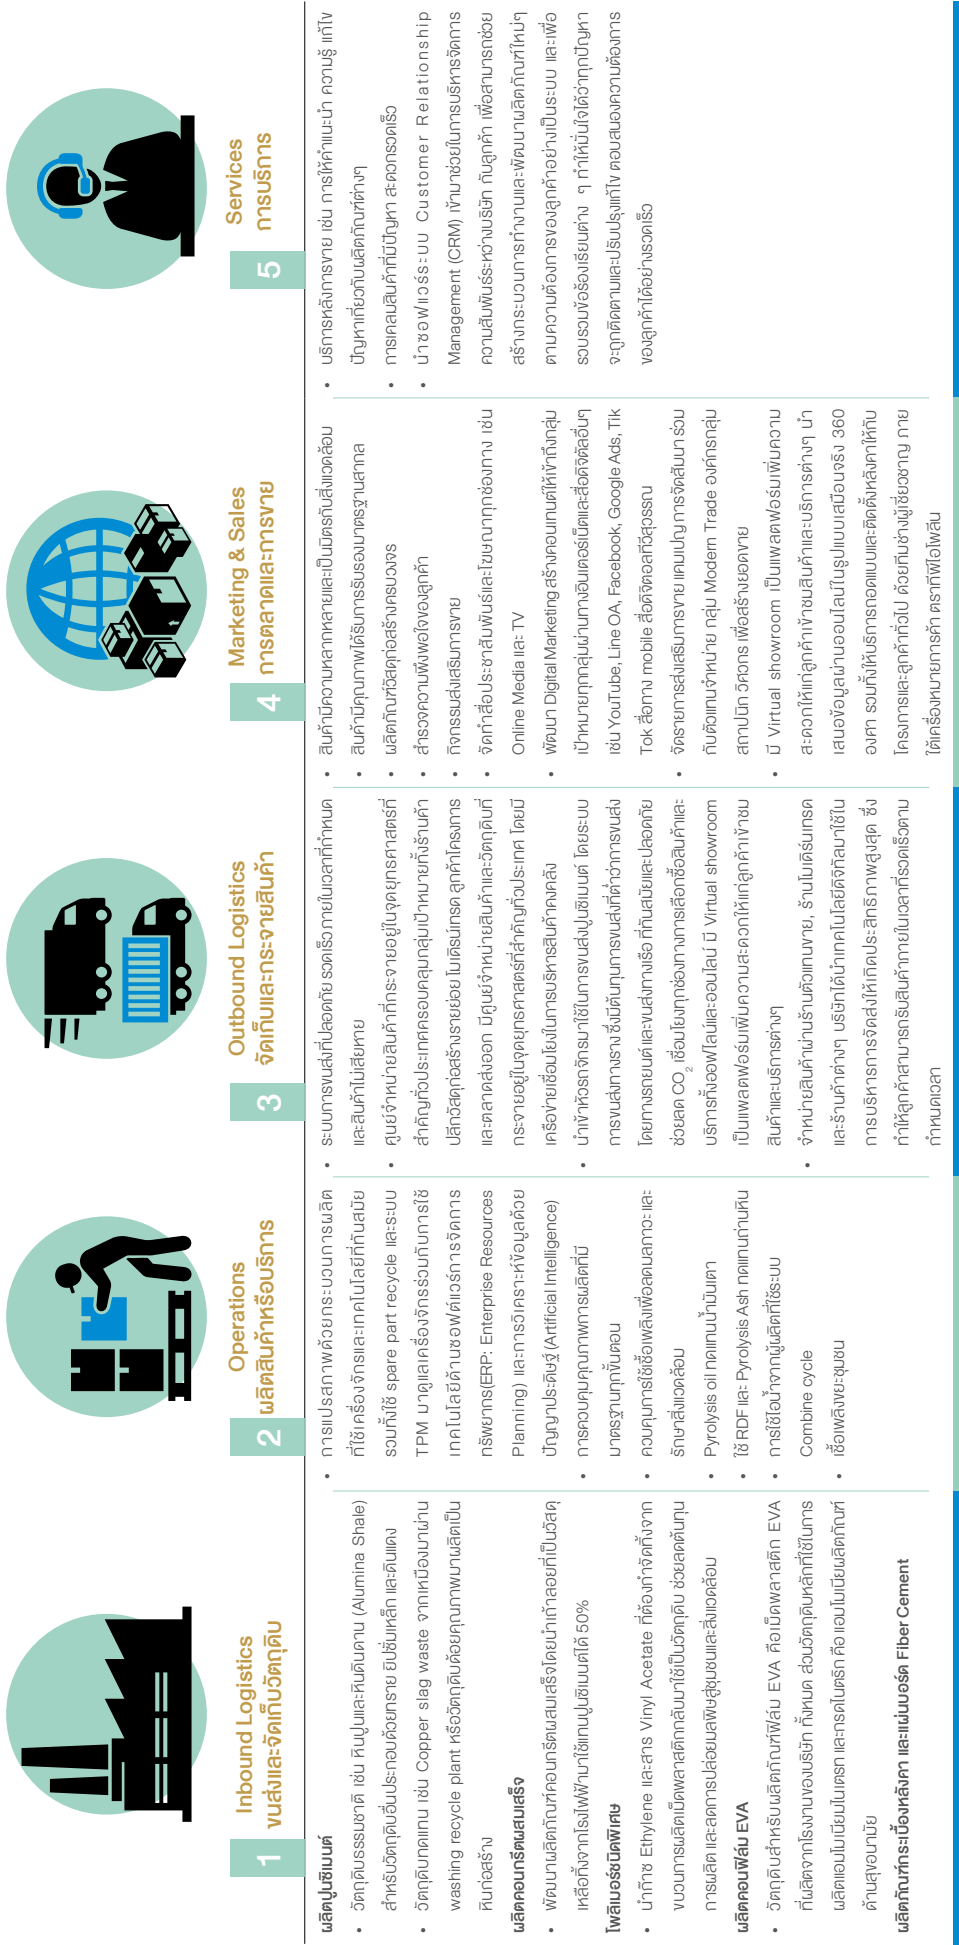 1
Inbound Logistics
ขนส่งและจัดเก็บวัตถุดิบ
ผลิตปูนซิเมนต์
• วัตถุดิบธรรมชาติ เช่น หินปูนและหินดินดาน (Alumina Shale)
สำหรับวัตถุดิบอื่นประกอบด้วยทราย ยิปซั่มเหล็ก และดินแดง
• วัตถุดิบทดแทน เช่น Copper slag waste จากเหมืองมาผ่าน
washing recycle plant หรือวัตถุดิบด้อยคุณภาพมาผลิตเป็น
หินก่อสร้าง
ผลิตคอนกรีตผสมเสร็จ
• พัฒนาผลิตภัณฑ์คอนกรีตผสมเสร็จโดยนำเถ้าลอยที่เป็นวัสดุ
เหลือทิ้งจากโรงไฟฟ้ามาใช้แทนปูนซิเมนต์ได้ 50%
โพลิเมอร์ชนิดพิเศษ
• นำก๊าซ Ethylene และสาร Vinyl Acetate ที่ต้องกำจัดทิ้งจาก
ขบวนการผลิตเม็ดพลาสติกกลับมาใช้เป็นวัตถุดิบ ช่วยลดต้นทุน
การผลิต และลดการปล่อยมลพิษสู่ชุมชนและสิ่งแวดล้อม
ผลิตคอนฟิล์ม EVA
• วัตถุดิบสำหรับผลิตภัณฑ์ฟิล์ม EVA คือเม็ดพลาสติก EVA
ที่ผลิตจากโรงงานของบริษัท ทั้งหมด ส่วนวัตถุดิบหลักที่ใช้ในการ
ผลิตแอมโมเนียมไนเตรท และกรดไนตริก คือ แอมโมเนียผลิตภัณฑ์
ด้านสุขอนามัย
ผลิตภัณฑ์กระเบื้องหลังคา และแผ่นบอร์ด Fiber Cement
2
Operations
ผลิตสินค้าหรือบริการ
• การแปรสภาพด้วยกระบวนการผลิต
ที่ใช้เครื่องจักรและเทคโนโลยีที่ทันสมัย
รวมทั้งใช้ spare part recycle และระบบ
TPM มาดูแลเครื่องจักรร่วมกับการใช้
เทคโนโลยีด้านซอฟต์แวร์การจัดการ
ทรัพยากร(ERP: Enterprise Resources
Planning) และการวิเคราะห์ข้อมูลด้วย
ปัญญาประดิษฐ์ (Artificial Intelligence)
• การควบคุมคุณภาพการผลิตที่มี
มาตรฐานทุกขั้นตอน
• ควบคุมการใช้เชื้อเพลิงเพื่อลดมลภาวะ และ
รักษาสิ่งแวดล้อม
• Pyrolysis oil ทดแทนน้ำมันเตา
• ใช้ RDF และ Pyrolysis Ash ทดแทนถ่านหิน
• การใช้ไอน้ำจากผู้ผลิตที่ใช้ระบบ
Combine cycle
• เชื้อเพลิงขยะชุมชน
3
Outbound Logistics
จัดเก็บและกระจายสินค้า
• ระบบการขนส่งที่ปลอดภัย รวดเร็ว ภายในเวลาที่กำหนด
และสินค้าไม่เสียหาย
• ศูนย์จำหน่ายสินค้าที่กระจายอยู่ในจุดยุทธศาสตร์ที่
สำคัญทั่วประเทศครอบคลุมกลุ่มเป้าหมายทั้งร้านค้า
ปลีกวัสดุก่อสร้างรายย่อย โมเดิร์นเทรด ลูกค้าโครงการ
และตลาดส่งออก มีศูนย์จำหน่ายสินค้าและวัตถุดิบที่
กระจายอยู่ในจุดยุทธศาสตร์ที่สำคัญทั่วประเทศ โดยมี
เครือข่ายเชื่อมโยงในการบริหารสินค้าคงคลัง
• นำเข้าหัวรถจักรมาใช้ในการขนส่งปูนซิเมนต์ โดยระบบ
การขนส่งทางราง ซึ่งมีต้นทุนการขนส่งที่ต่ำกว่าการขนส่ง
โดยทางรถยนต์ และขนส่งทางเรือ ที่ทันสมัยและปลอดภัย
ช่วยลด CO2 เชื่อมโยงทุกช่องทางการเลือกซื้อสินค้าและ
บริการทั้งออฟไลน์และออนไลน์ มี Virtual showroom
เป็นแพลตฟอร์มเพิ่มความสะดวกให้แก่ลูกค้าเข้าชม
สินค้าและบริการต่างๆ
• จำหน่ายสินค้าผ่านร้านตัวแทนขาย, ร้านโมเดิร์นเทรด
และร้านค้าต่างๆ บริษัทได้นำเทคโนโลยีดิจิทัลมาใช้ใน
การบริหารการจัดส่งให้เกิดประสิทธิภาพสูงสุด ซึ่ง
ทำให้ลูกค้าสามารถรับสินค้าภายในเวลาที่รวดเร็วตาม
กำหนดเวลา
4
Marketing & Sales
การตลาดและการขาย
• สินค้ามีความหลากหลายและเป็นมิตรกับสิ่งแวดล้อม
• สินค้ามีคุณภาพได้รับการรับรองมาตรฐานสากล
• ผลิตภัณฑ์วัสดุก่อสร้างครบวงจร
• สำรวจความพึงพอใจของลูกค้า
• กิจกรรมส่งเสริมการขาย
• จัดทำสื่อประชาสัมพันธ์และโฆษณาทุกช่องทาง เช่น
Online Media และ TV
• พัฒนา Digital Marketing สร้างคอนเทนต์ให้เข้าถึงกลุ่ม
เป้าหมายทุกกลุ่มผ่านทางอินเตอร์เน็ตและสื่อดิจิตัลอื่นๆ
เช่น YouTube, Line OA, Facebook, Google Ads, Tik
Tok สื่อทาง mobile สื่อดิจิตอลทีวีสุวรรณ
• จัดรายการส่งเสริมการขาย แคมเปญ การจัดสัมนา ร่วม
กับตัวแทนจำหน่าย กลุ่ม Modern Trade องค์กรกลุ่ม
สถาปนิก วิศวกร เพื่อสร้างยอดขาย
• มี Virtual showroom เป็นแพลตฟอร์มเพิ่มความ
สะดวกให้แก่ลูกค้าเข้าชมสินค้าและบริการต่างๆ นำ
เสนอข้อมูลผ่านออนไลน์ในรูปแบบเสมือนจริง 360
องศา รวมทั้งให้บริการถอดแบบและติดตั้งหลังคาให้กับ
โครงการและลูกค้าทั่วไป ด้วยทีมช่างผู้เชี่ยวชาญ ภาย
ใต้เครื่องหมายการค้า ตราทีพีไอโพลีน
5
Services
การบริการ
• บริการหลังการขาย เช่น การให้คำแนะนำ ความรู้ แก้ไข
ปัญหาเกี่ยวกับผลิตภัณฑ์ต่างๆ
• การเคลมสินค้าที่มีปัญหา สะดวกรวดเร็ว
• นำซอฟแวร์ระบบ Customer Relationship
Management (CRM) เข้ามาช่วยในการบริหารจัดการ
ความสัมพันธ์ระหว่างบริษัท กับลูกค้า เพื่อสามารถช่วย
สร้างกระบวนการทำงานและพัฒนาผลิตภัณฑ์ใหม่ๆ
ตามความต้องการของลูกค้าอย่างเป็นระบบ และเพื่อ
รวบรวมข้อร้องเรียนต่าง ๆ ทำให้มั่นใจได้ว่าทุกปัญหา
จะถูกติดตามและปรับปรุงแก้ไข ตอบสนองความต้องการ
ของลูกค้าได้อย่างรวดเร็ว